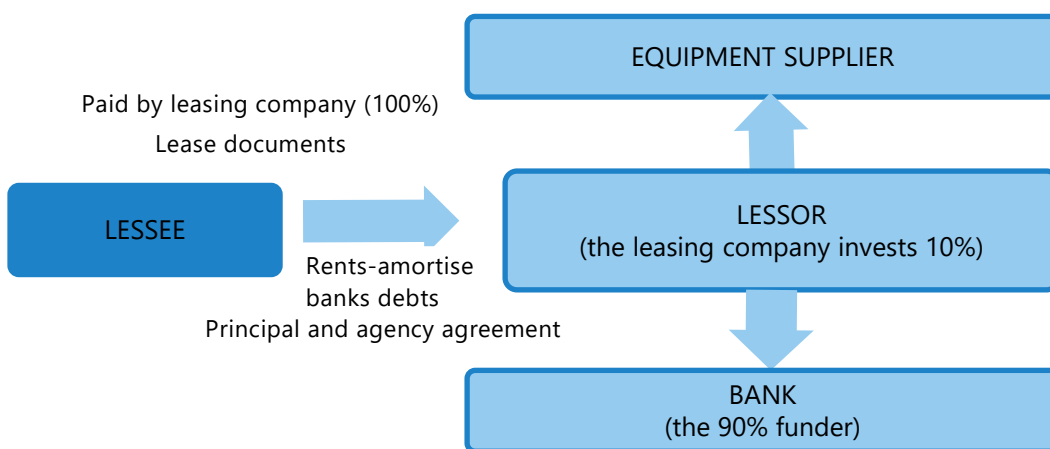 EQUIPMENT SUPPLIER
Paid by leasing company (100%)
Lease documents
LESSEE
LESSOR
(the leasing company invests 10%)
Rents-amortise
banks debts
Principal and agency agreement
BANK
(the 90% funder)